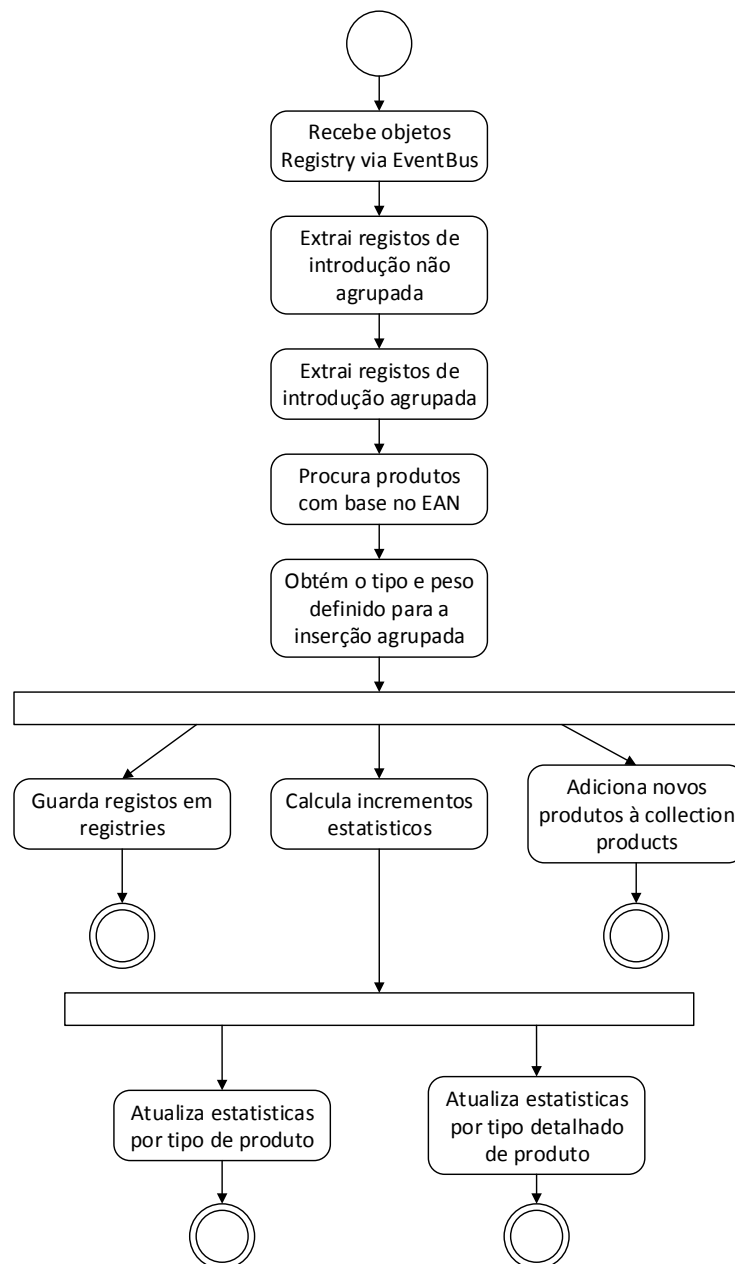 Recebe objetos
Registry via EventBus
Extrai registos de
introdução não
agrupada
Extrai registos de
introdução agrupada
Procura produtos
com base no EAN
Obtém o tipo e peso
definido para a
inserção agrupada
Guarda registos em
registries
Calcula incrementos
estatisticos
Adiciona novos
produtos à collection
products
Atualiza estatisticas
por tipo de produto
Atualiza estatisticas
por tipo detalhado
de produto